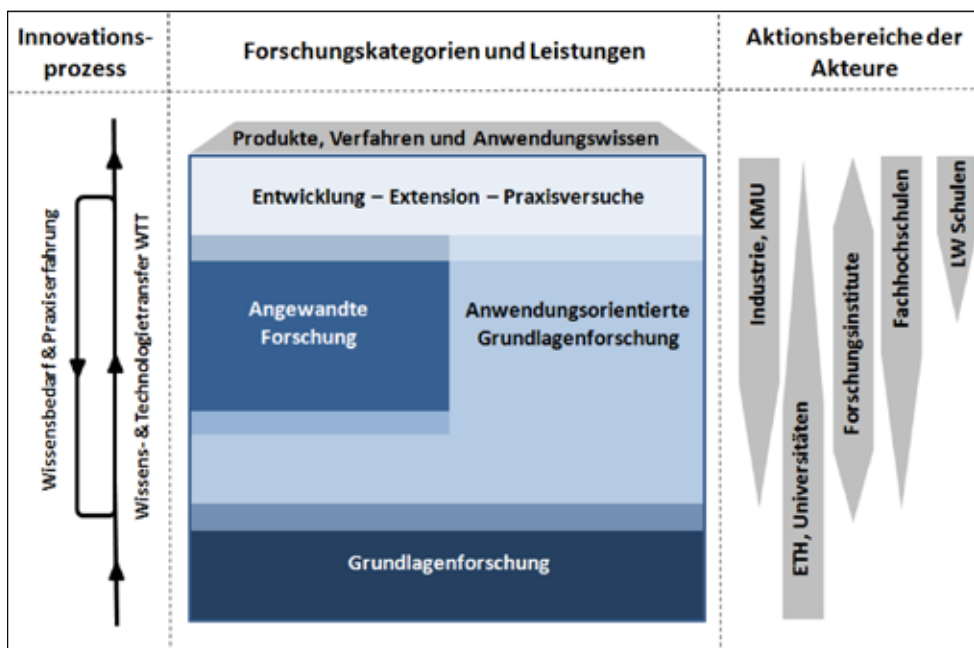 Innovations-
prozess
Forschungskategorien und Leistungen
Aktionsbereiche der
Akteure
Wissensbedarf & Praxiserfahrung
Wissens- & Technologietransfer WTT
Produkte, Verfahren und Anwendungswissen
Entwicklung – Extension – Praxisversuche
Angewandte
Forschung
Anwendungsorientierte
Grundlagenforschung
Grundlagenforschung
Industrie, KMU
ETH, Universitäten
Forschungsinstitute
Fachhochschulen
LW Schulen